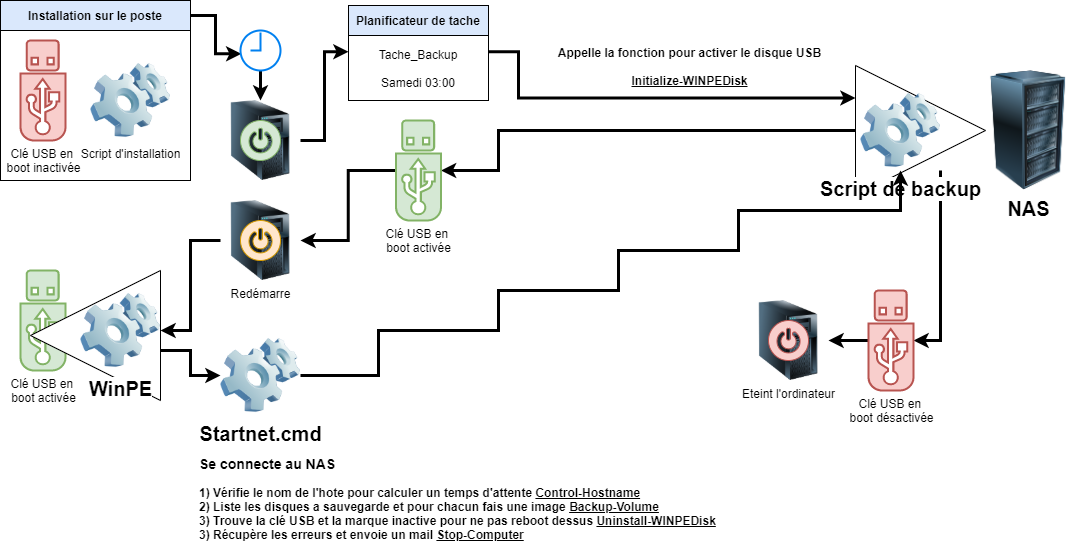 Installation sur le poste
Clé USB en
boot inactivée
Script d'installation
Planificateur de tache
Tache_Backup
Samedi 03:00
Appelle la fonction pour activer le disque USB
Initialize-WINPEDisk
Script de backup
NAS
Clé USB en
boot activée
Redémarre
Clé USB en
boot activée
WinPE
Eteint l'ordinateur
Clé USB en
boot désactivée
Startnet.cmd
Se connecte au NAS
1) Vérifie le nom de l'hote pour calculer un temps d'attente Control-Hostname
2) Liste les disques a sauvegarde et pour chacun fais une image Backup-Volume
3) Trouve la clé USB et la marque inactive pour ne pas reboot dessus Uninstall-WINPEDisk
3) Récupère les erreurs et envoie un mail Stop-Computer